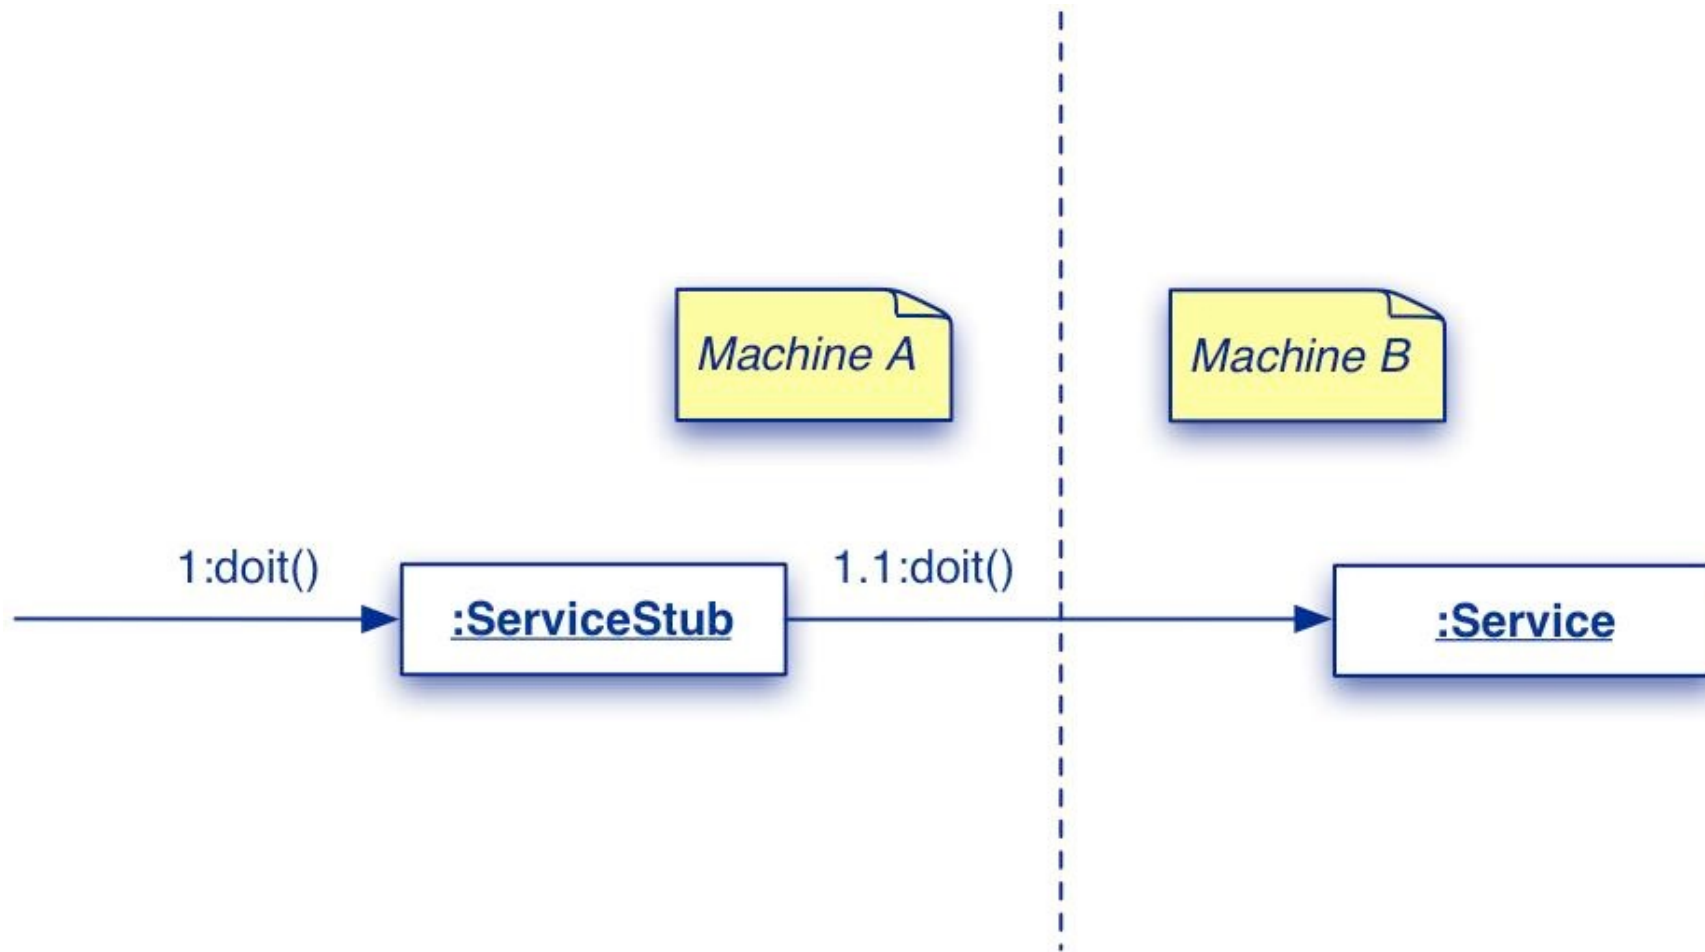 Machine A
Machine B
1:doit()
:ServiceStub
1.1:doit()
:Service